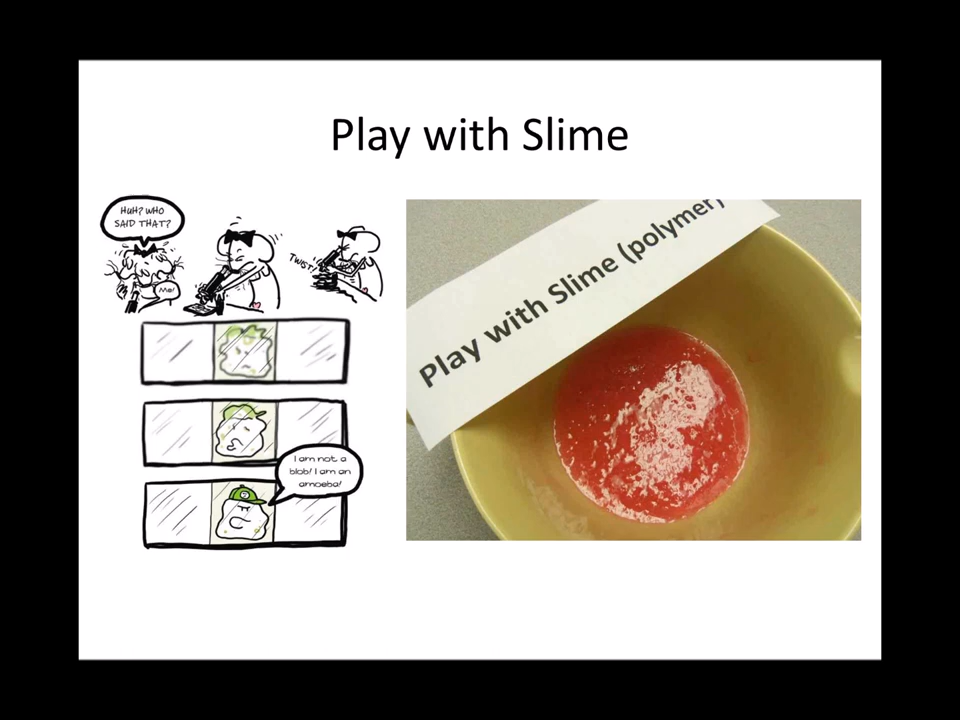 Play with Slime
HUH? WHO
SAID THAT?
ME!
TWIST!
I am not a
blob! I am an
amoeba!
Play with Slime (polymer)